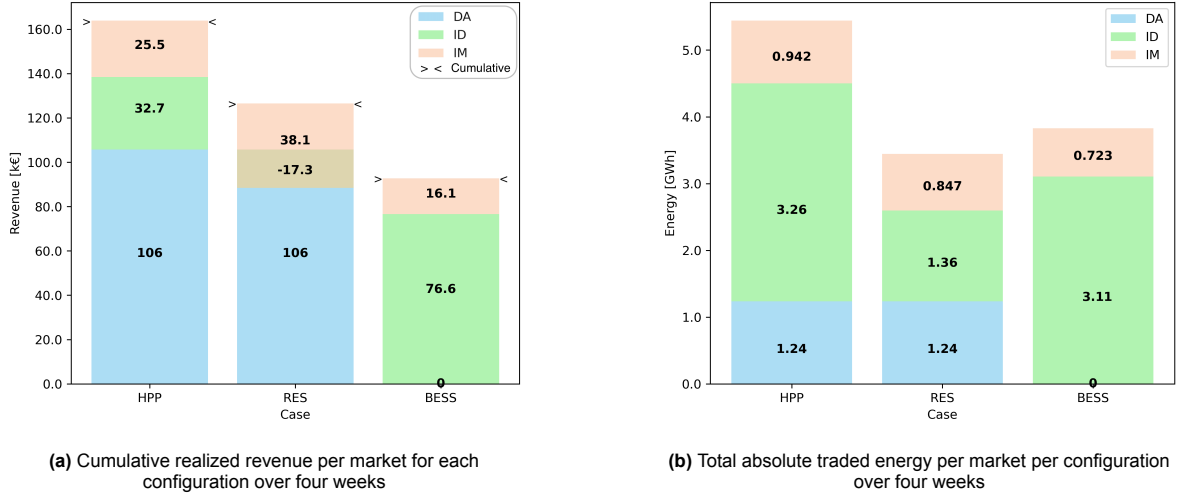 160.0
140.0
120.0
100.0
80.0
60.0
40.0
20.0
0.0
Revenue [k€]
> <
25.5
32.7
106
> <
38.1
-17.3
106
> <
16.1
76.6
0
DA
ID
IM
> < Cumulative
HPP RES BESS
Case
(a) Cumulative realized revenue per market for each
configuration over four weeks
5.0
4.0
3.0
2.0
1.0
0.0
Energy [GWh]
0.942
3.26
1.24
0.847
1.36
1.24
0.723
3.11
0
DA
ID
IM
HPP RES BESS
Case
(b) Total absolute traded energy per market per configuration
over four weeks